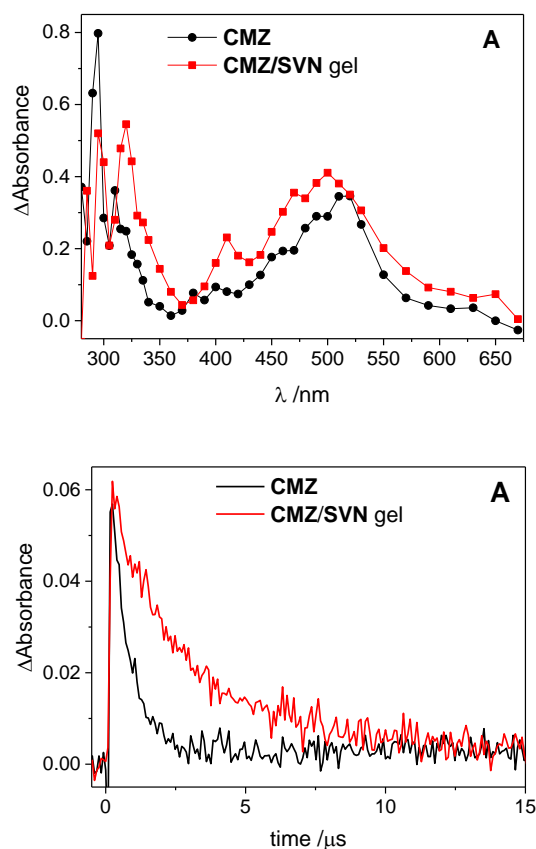 A
CMZ
CMZ/SVN gel
ΔAbsorbance
0.8
0.6
0.4
0.2
0.0
300 350 400 450 500 550 600 650
λ /nm
A
CMZ
CMZ/SVN gel
ΔAbsorbance
0.06
0.04
0.02
0.00
0 5 10 15
time /μs